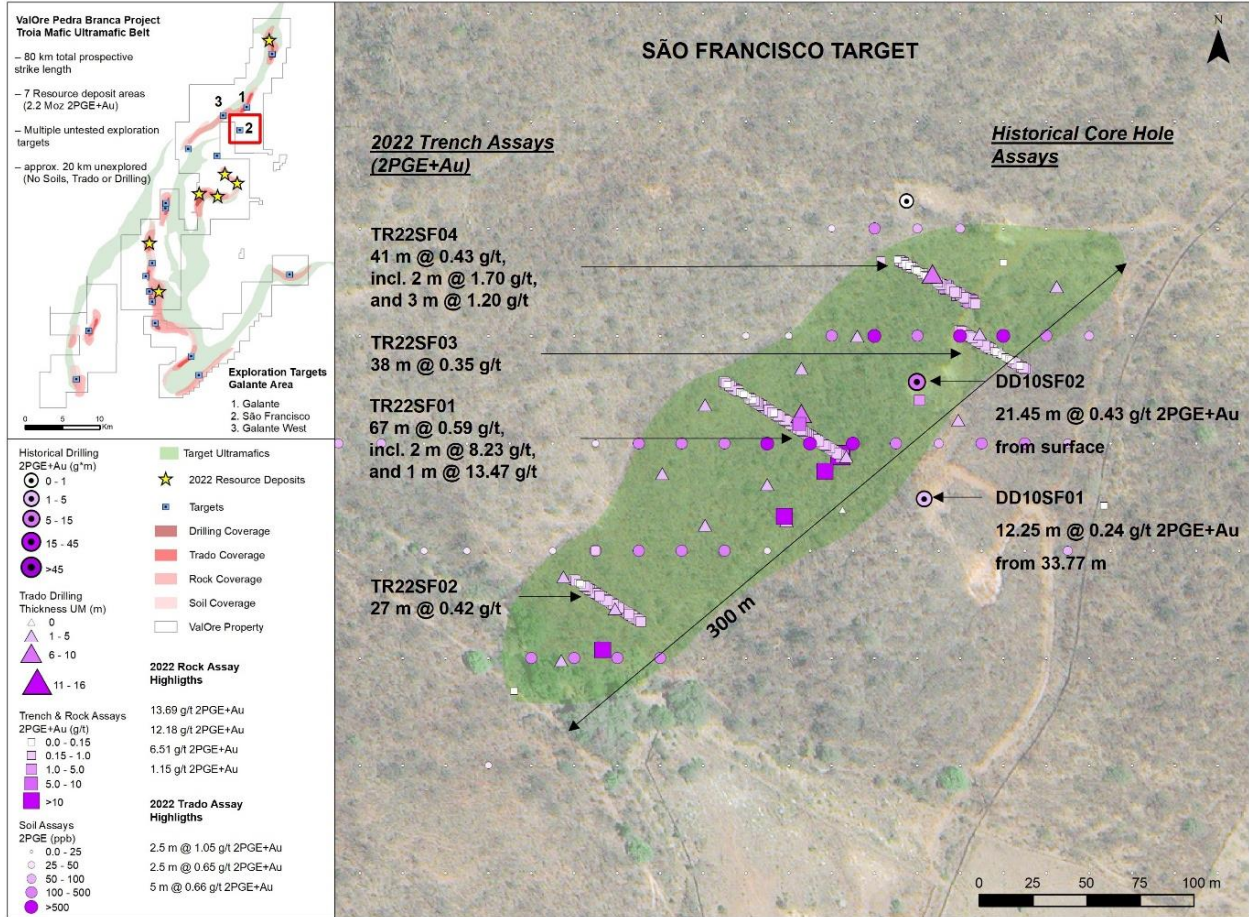 ValOre Pedra Branca Project
Troia Mafic Ultramafic Belt
– 80 km total prospective
strike length
– 7 Resource deposit areas
(2.2 Moz 2PGE+Au)
– Multiple untested exploration
targets
– approx. 20 km unexplored
(No Soils, Trado or Drilling)
1
3
2
Exploration Targets
Galante Area
1. Galante
2. São Francisco
3. Galante West
0 5 10
Km
Historical Drilling
2PGE+Au (g*m)
0 - 1
1 - 5
5 - 15
15 - 45
>45
Trado Drilling
Thickness UM (m)
0
1 - 5
6 - 10
11 - 16
Trench & Rock Assays
2PGE+Au (g/t)
0.0 - 0.15
0.15 - 1.0
1.0 - 5.0
5.0 - 10
>10
Soil Assays
2PGE (ppb)
0.0 - 25
25 - 50
50 - 100
100 - 500
>500
Target Ultramafics
2022 Resource Deposits
Targets
Drilling Coverage
Trado Coverage
Rock Coverage
Soil Coverage
ValOre Property
2022 Rock Assay
Highligths
13.69 g/t 2PGE+Au
12.18 g/t 2PGE+Au
6.51 g/t 2PGE+Au
1.15 g/t 2PGE+Au
2022 Trado Assay
Highligths
2.5 m @ 1.05 g/t 2PGE+Au
2.5 m @ 0.65 g/t 2PGE+Au
5 m @ 0.66 g/t 2PGE+Au
SÃO FRANCISCO TARGET
N
2022 Trench Assays
(2PGE+Au)
TR22SF04
41 m @ 0.43 g/t,
incl. 2 m @ 1.70 g/t,
and 3 m @ 1.20 g/t
TR22SF03
38 m @ 0.35 g/t
TR22SF01
67 m @ 0.59 g/t,
incl. 2 m @ 8.23 g/t,
and 1 m @ 13.47 g/t
TR22SF02
27 m @ 0.42 g/t
Historical Core Hole
Assays
DD10SF02
21.45 m @ 0.43 g/t 2PGE+Au
from surface
DD10SF01
12.25 m @ 0.24 g/t 2PGE+Au
from 33.77 m
300 m
0 25 50 75 100 m